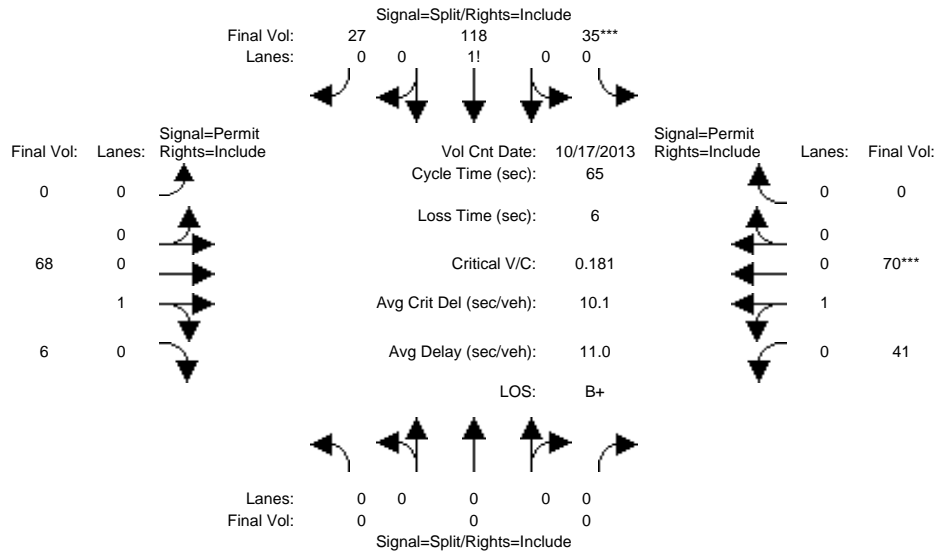 Signal=Split/Rights=Include
Final Vol: 27 118 35***
Lanes: 0 0 1! 0 0
Signal=Permit Signal=Permit
Final Vol: Lanes: Rights=Include Vol Cnt Date: 10/17/2013 Rights=Include Lanes: Final Vol:
Cycle Time (sec): 65
0 0 0 0
Loss Time (sec): 6
0 0
68 0 Critical V/C: 0.181 0 70***
1 Avg Crit Del (sec/veh): 10.1 1
6 0 Avg Delay (sec/veh): 11.0 0 41
LOS: B+
Lanes: 0 0 0 0 0
Final Vol: 0 0 0
Signal=Split/Rights=Include